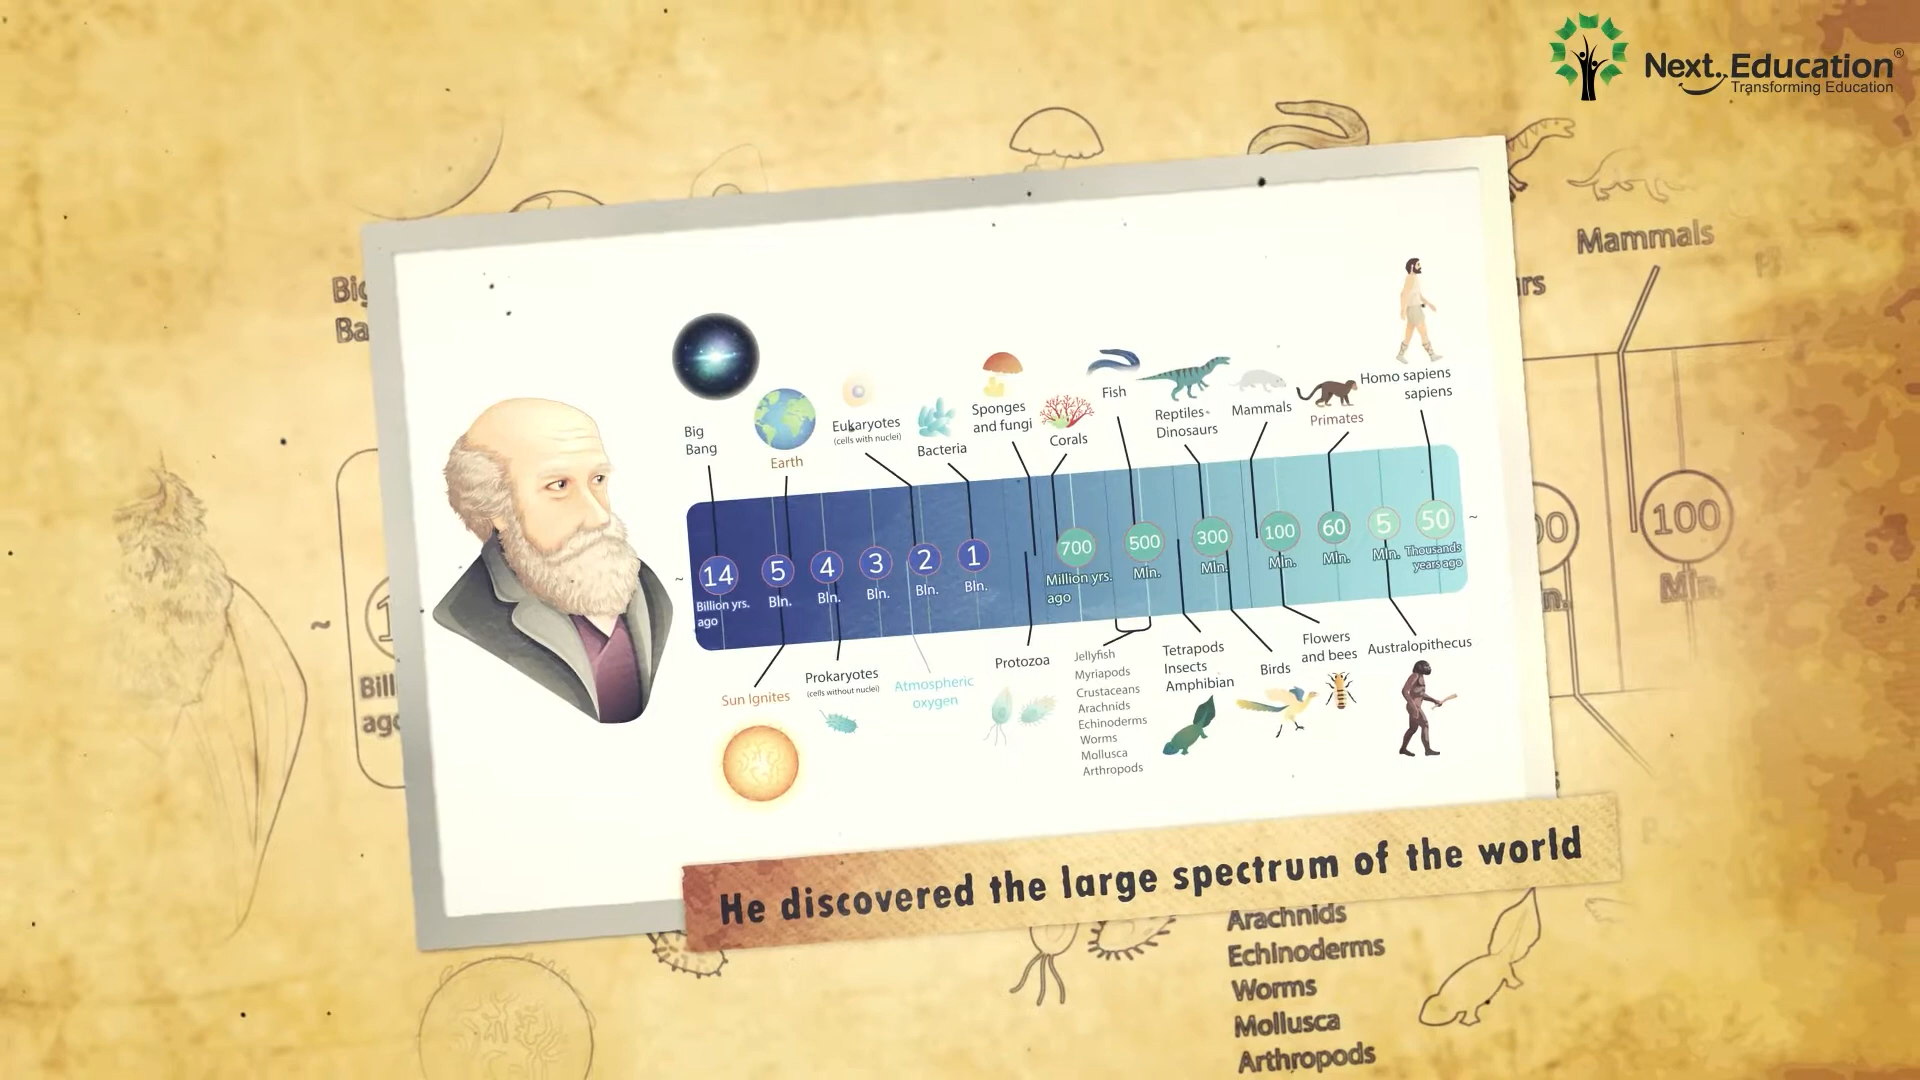 Next.Education®
Transforming Education
Mammals
Big
Bang
Earth
Eukaryotes
(cells with nuclei)
Bacteria
Sponges
and fungi
Corals
Fish
Reptiles-
Dinosaurs
Mammals
Primates
Homo sapiens
sapiens
~
14
Billion yrs.
ago
5
Bln.
4
Bln.
3
Bln.
2
Bln.
1
Bln.
700
Million yrs.
ago
500
Mln.
300
Mln.
100
Mln.
60
Mln.
5
Mln.
50
Thousands
years ago
~
Sun Ignites
Prokaryotes
(cells without nuclei)
Atmospheric
oxygen
Protozoa
Jellyfish
Myriapods
Crustaceans
Arachnids
Echinoderms
Worms
Mollusca
Arthropods
Tetrapods
Insects
Amphibian
Birds
Flowers
and bees
Australopithecus
~
100
Mln.
He discovered the large spectrum of the world
Arachnids
Echinoderms
Worms
Mollusca
Arthropods